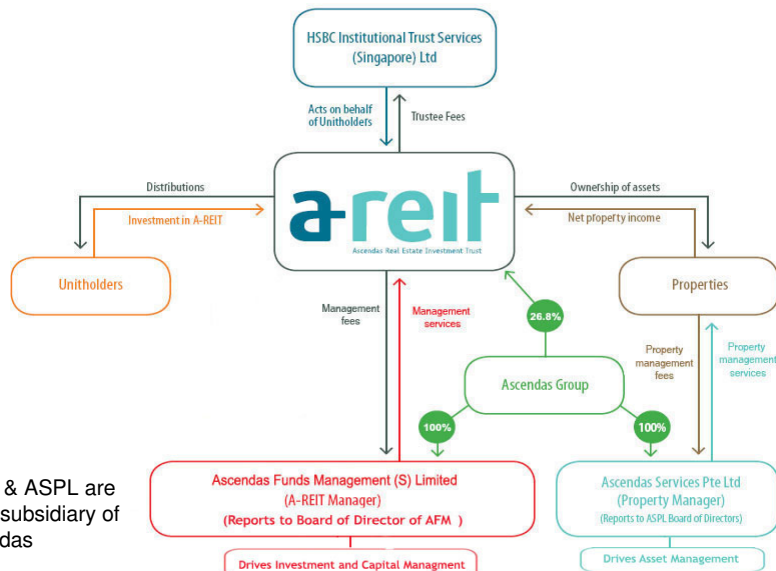 HSBC Institutional Trust Services
(Singapore) Ltd
Acts on behalf
of Unitholders
Trustee Fees
Distributions
Investment in A-REIT
a-reit
Ascendas Real Estate Investment Trust
Ownership of assets
Net property income
Unitholders
Properties
Management
fees
Management
services
26.8%
Property
management
fees
Property
management
services
Ascendas Group
100%
100%
& ASPL are
subsidiary of
das
Ascendas Funds Management (S) Limited
(A-REIT Manager)
(Reports to Board of Director of AFM )
Ascendas Services Pte Ltd
(Property Manager)
(Reports to ASPL Board of Directors)
Drives Investment and Capital Managment
Drives Asset Management